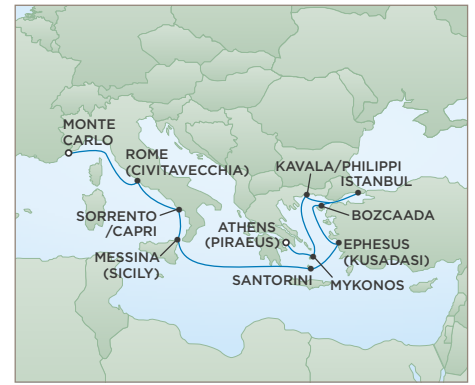 MONTE
CARLO
ROME
(CIVITAVECCHIA)
KAVALA/PHILIPPI
ISTANBUL
SORRENTO
/CAPRI
ATHENS
(PIRAEUS)
BOZCAADA
MESSINA
(SICILY)
EPHESUS
(KUSADASI)
SANTORINI
MYKONOS